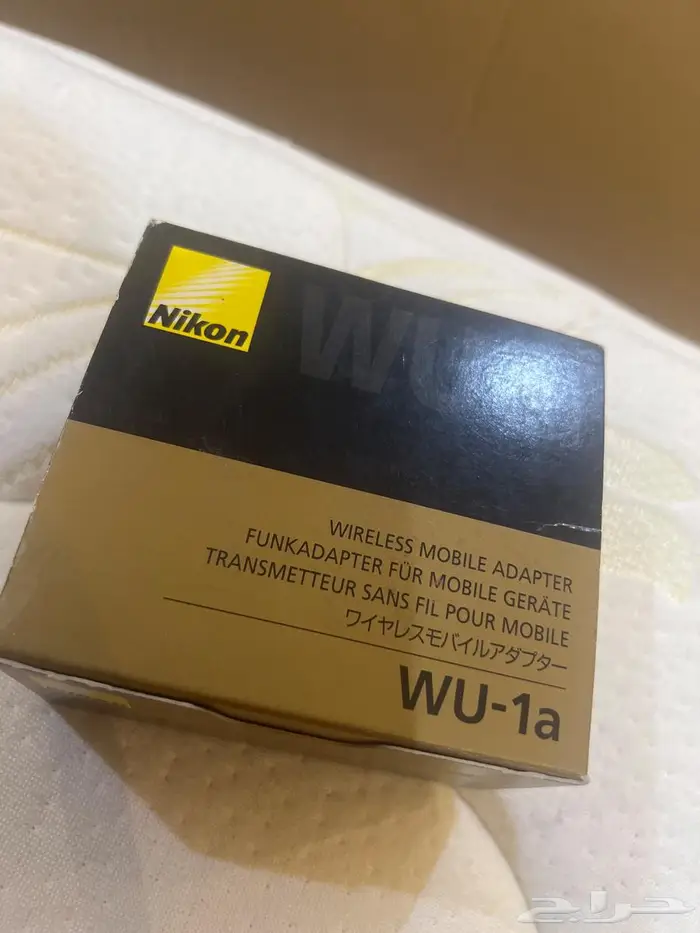 Nikon
WU
WIRELESS MOBILE ADAPTER
FUNKADAPTER FÜR MOBILE GERÄTE
TRANSMETTEUR SANS FIL POUR MOBILE
ワイヤレスモバイルアダプター
WU-1a
حراج